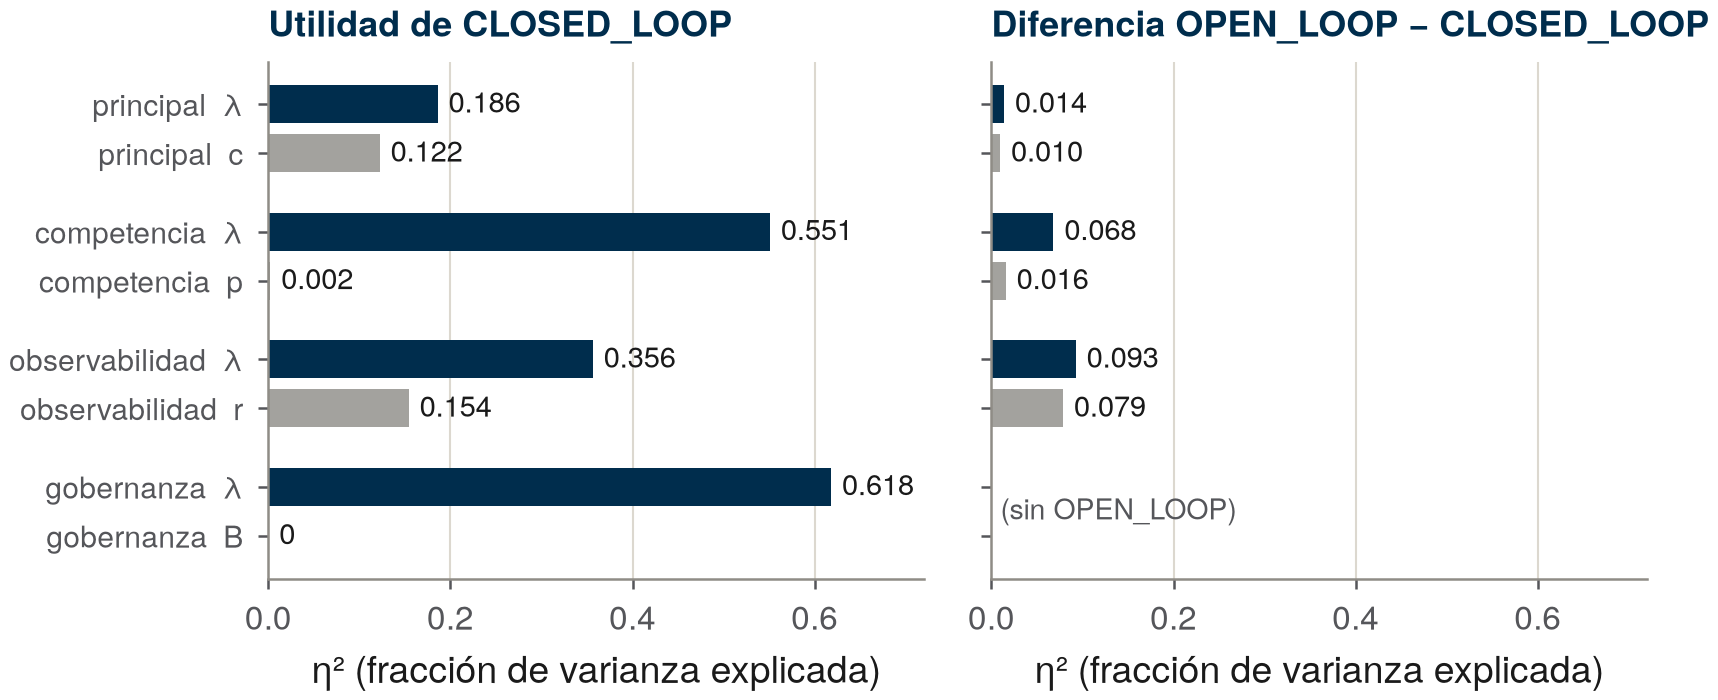 Utilidad de CLOSED_LOOP
principal λ 0.186
principal c 0.122
competencia λ 0.551
competencia p 0.002
observabilidad λ 0.356
observabilidad r 0.154
gobernanza λ 0.618
gobernanza B 0
0.0 0.2 0.4 0.6
η² (fracción de varianza explicada)
Diferencia OPEN_LOOP – CLOSED_LOOP
0.014
0.010
0.068
0.016
0.093
0.079
(sin OPEN_LOOP)
0.0 0.2 0.4 0.6
η² (fracción de varianza explicada)